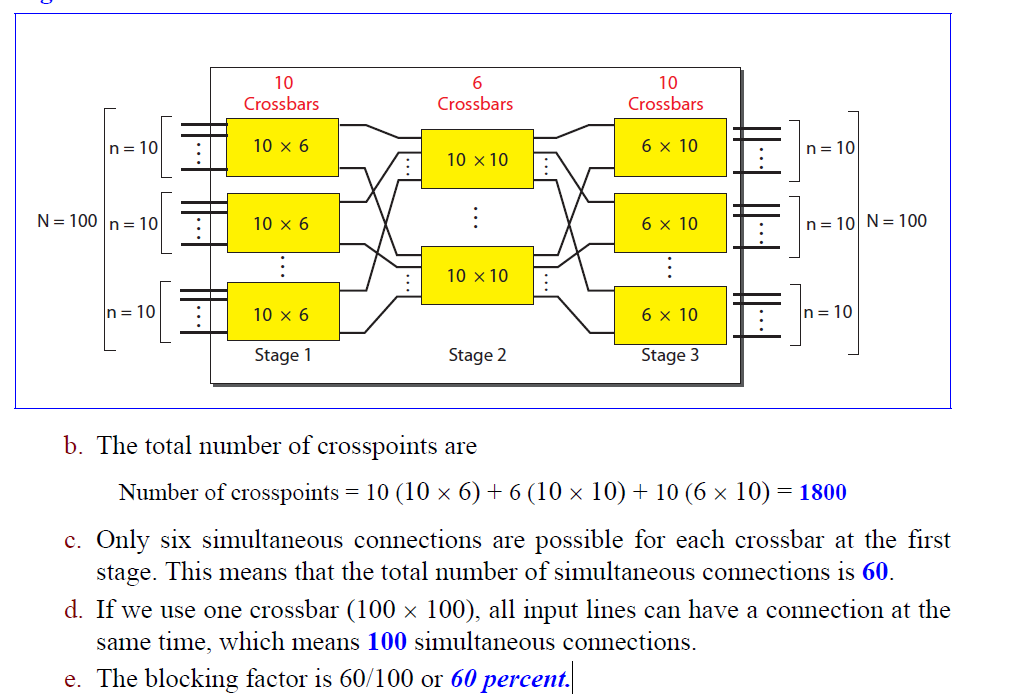 10 6 10
Crossbars Crossbars Crossbars
n = 10 10 × 6 10 × 10 6 × 10 n = 10
N = 100 n = 10 10 × 6 6 × 10 n = 10 N = 100
10 × 10
n = 10 10 × 6 6 × 10 n = 10
Stage 1 Stage 2 Stage 3
b. The total number of crosspoints are
Number of crosspoints = 10 (10 × 6) + 6 (10 × 10) + 10 (6 × 10) = 1800
c. Only six simultaneous connections are possible for each crossbar at the first
stage. This means that the total number of simultaneous connections is 60.
d. If we use one crossbar (100 × 100), all input lines can have a connection at the
same time, which means 100 simultaneous connections.
e. The blocking factor is 60/100 or 60 percent.